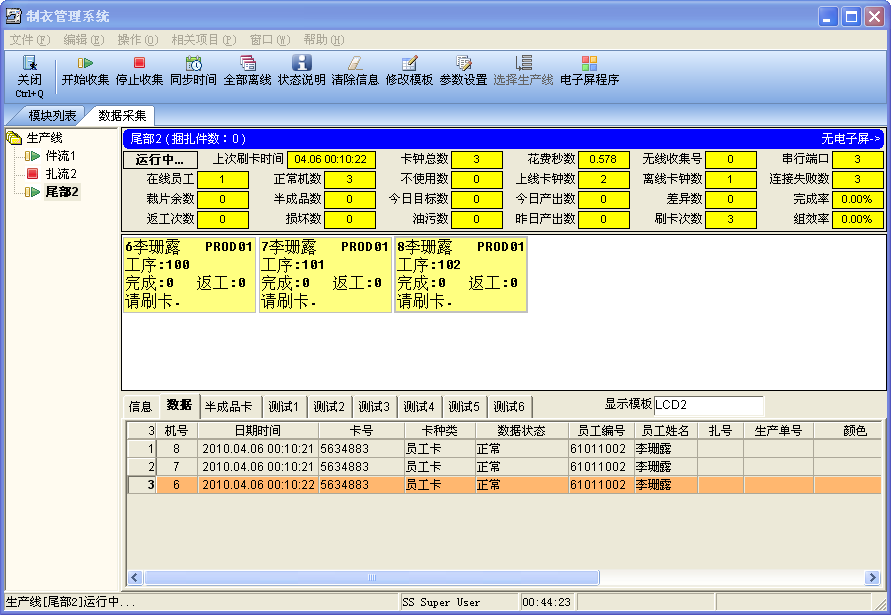 制衣管理系统
文件(F) 编辑(E) 操作(O) 相关项目(P) 窗口(W) 帮助(H)
关闭 开始收集 停止收集 同步时间 全部离线 状态说明 清除信息 修改模板 参数设置 选择生产线 电子屏程序
Ctrl+Q
模块列表 数据采集
生产线
件流1
扎流2
尾部2
尾部2 ( 捆扎件数 : 0 ) 无电子屏->
运行中... 上次刷卡时间 04.06 00:10:22 卡钟总数 3 花费秒数 0.578 无线收集号 0 串行端口 3
在线员工 1 正常机数 3 不使用数 0 上线卡钟数 2 离线卡钟数 1 连接失败数 3
裁片余数 0 半成品数 0 今日目标数 0 今日产出数 0 差异数 0 完成率 0.00%
返工次数 0 损坏数 0 油污数 0 昨日产出数 0 刷卡次数 3 组效率 0.00%
6李珊露 PROD01 7李珊露 PROD01 8李珊露 PROD01
工序:100 工序:101 工序:102
完成:0 返工:0 完成:0 返工:0 完成:0 返工:0
请刷卡. 请刷卡. 请刷卡.
信息 数据 半成品卡 测试1 测试2 测试3 测试4 测试5 测试6 显示模板 LCD2
3 机号 日期时间 卡号 卡种类 数据状态 员工编号 员工姓名 扎号 生产单号 颜色
1 8 2010.04.06 00:10:21 5634883 员工卡 正常 61011002 李珊露
2 7 2010.04.06 00:10:21 5634883 员工卡 正常 61011002 李珊露
3 6 2010.04.06 00:10:22 5634883 员工卡 正常 61011002 李珊露
生产线[尾部2]运行中... SS Super User 00:44:23